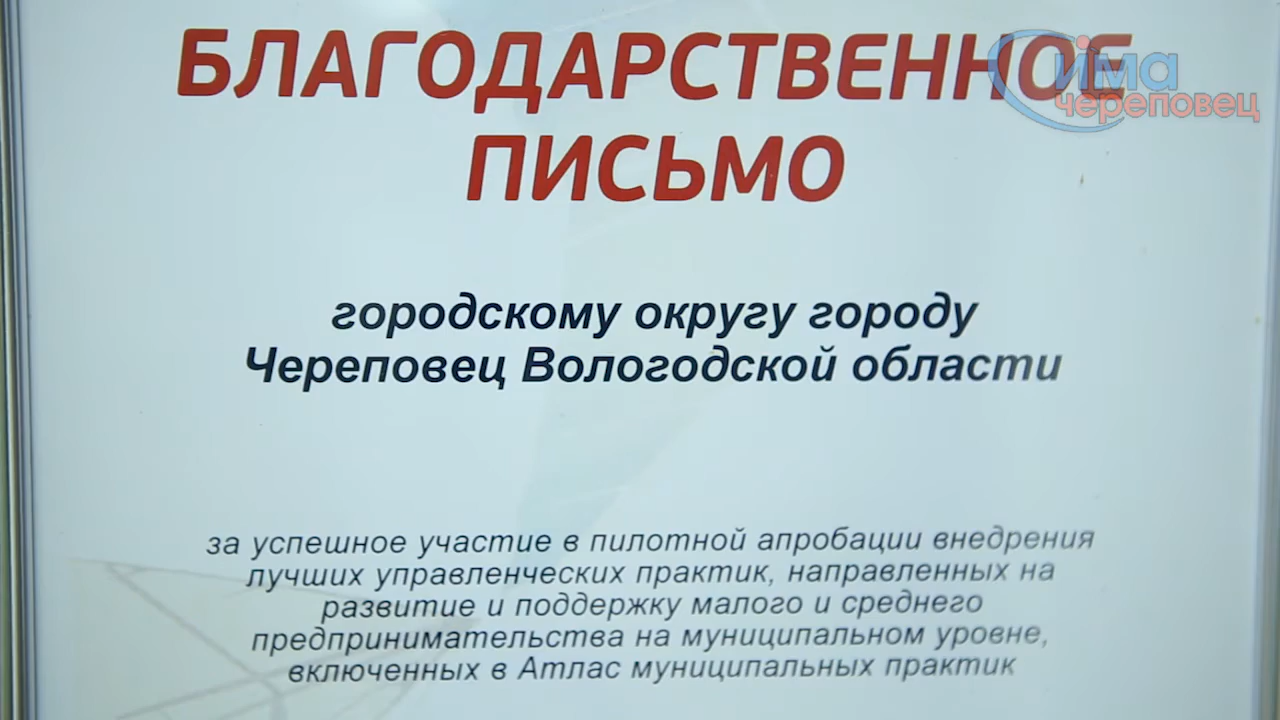 БЛАГОДАРСТВЕННОЕ
ПИСЬМО
има
череповец
городскому округу городу
Череповец Вологодской области
за успешное участие в пилотной апробации внедрения
лучших управленческих практик, направленных на
развитие и поддержку малого и среднего
предпринимательства на муниципальном уровне,
включенных в Атлас муниципальных практик